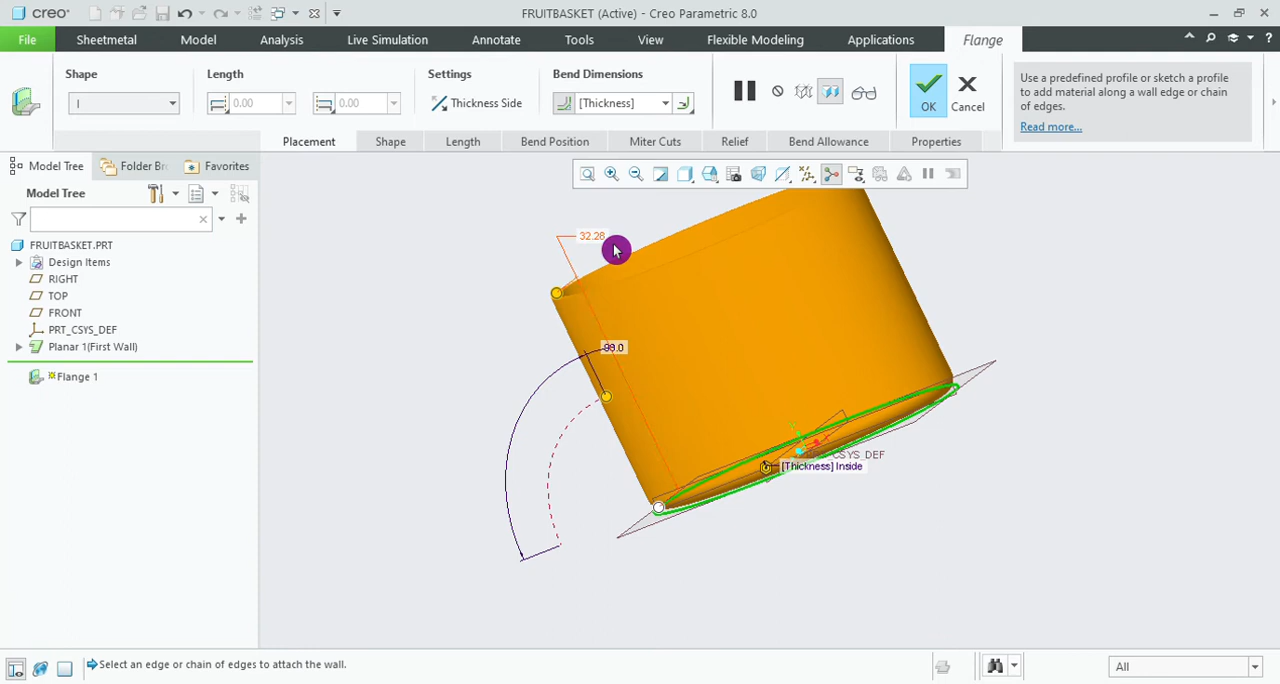 creo
FRUITBASKET (Active) - Creo Parametric 8.0
File
Sheetmetal
Model
Analysis
Live Simulation
Annotate
Tools
View
Flexible Modeling
Applications
Flange
Shape
Length
Settings
Bend Dimensions
I
0.00
0.00
Thickness Side
[Thickness]
OK
Cancel
Use a predefined profile or sketch a profile
to add material along a wall edge or chain
of edges.
Read more...
Placement
Shape
Length
Bend Position
Miter Cuts
Relief
Bend Allowance
Properties
Model Tree
Folder Br
Favorites
Model Tree
FRUITBASKET.PRT
Design Items
RIGHT
TOP
FRONT
PRT_CSYS_DEF
Planar 1(First Wall)
Flange 1
32.28
CSYS_DEF
[Thickness] Inside
Select an edge or chain of edges to attach the wall.
All